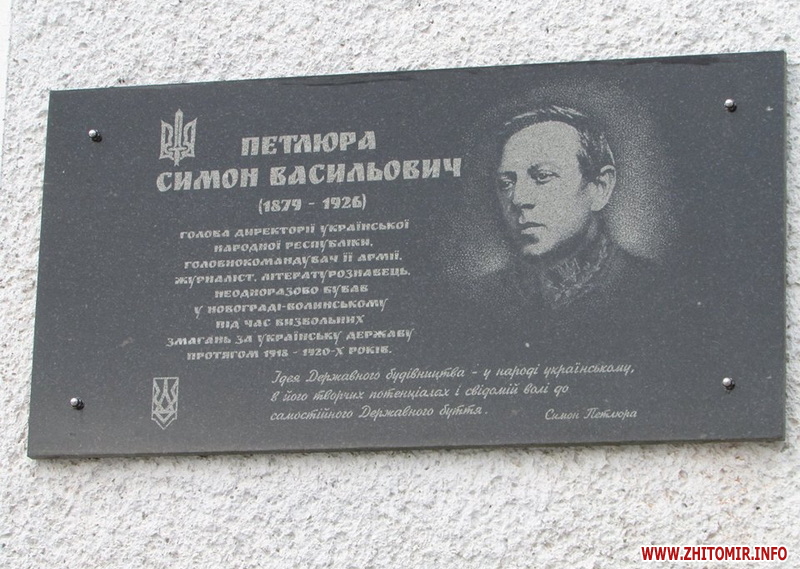 ПЕТЛЮРА
СИМОН ВАСИЛЬОВИЧ
(1879 - 1926)
ГОЛОВА ДИРЕКТОРІЇ УКРАЇНСЬКОЇ
НАРОДНОЇ РЕСПУБЛІКИ,
ГОЛОВНОКОМАНДУВАЧ ЇЇ АРМІЇ,
ЖУРНАЛІСТ, ЛІТЕРАТУРОЗНАВЕЦЬ,
НЕОДНОРАЗОВО БУВАВ
У НОВОГРАДІ-ВОЛИНСЬКОМУ
ПІД ЧАС ВИЗВОЛЬНИХ
ЗМАГАНЬ ЗА УКРАЇНСЬКУ ДЕРЖАВУ
ПРОТЯГОМ 1918 - 1920-Х РОКІВ.
Ідея Державного будівництва - у народі українському,
в його творчих потенціалах і свідомій волі до
самостійного Державного буття.
Симон Петлюра
WWW.ZHITOMIR.INFO